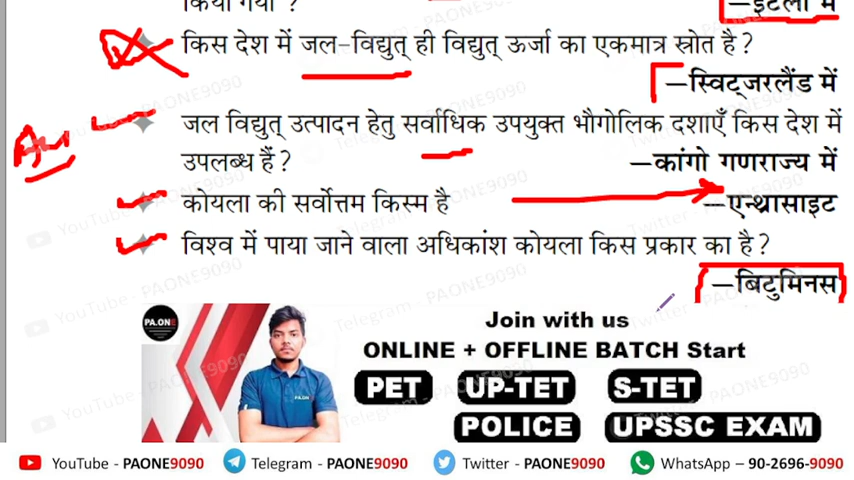 किया गया ?
—इटली में
किस देश में जल–विद्युत् ही विद्युत् ऊर्जा का एकमात्र स्रोत है ?
—स्विट्जरलैंड में
जल विद्युत् उत्पादन हेतु सर्वाधिक उपयुक्त भौगोलिक दशाएँ किस देश में
उपलब्ध हैं ?
—कांगो गणराज्य में
कोयला की सर्वोत्तम किस्म है
—एन्थ्रासाइट
विश्व में पाया जाने वाला अधिकांश कोयला किस प्रकार का है ?
—बिटुमिनस
PA.ONE
Join with us
ONLINE + OFFLINE BATCH Start
PET UP-TET S-TET
POLICE UPSSC EXAM
YouTube - PAONE9090 Telegram - PAONE9090 Twitter - PAONE9090 WhatsApp – 90-2696-9090